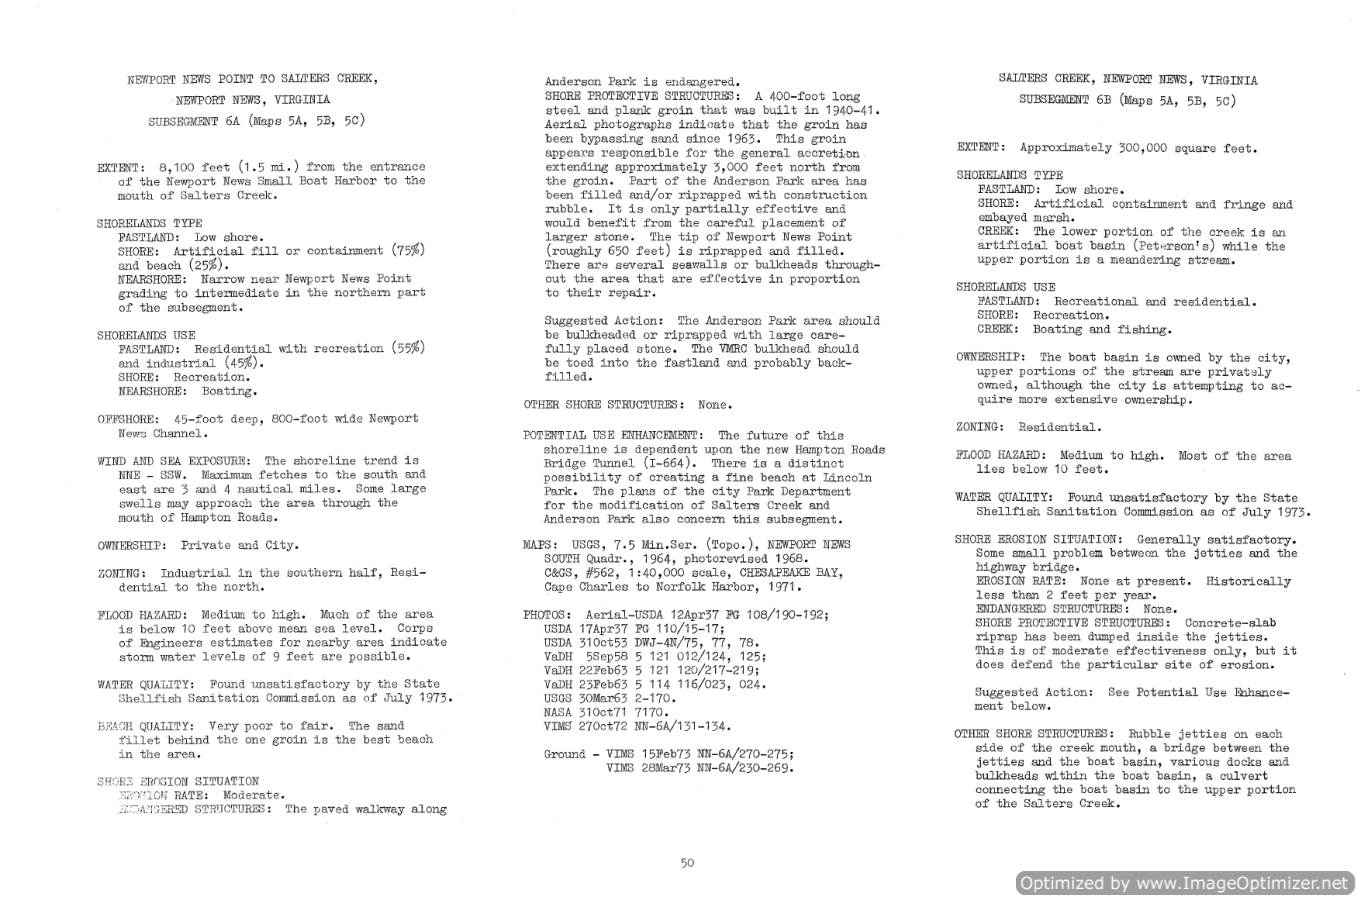 NEWPORT NEWS POINT TO SALTERS CREEK,
NEWPORT NEWS, VIRGINIA
SUBSEGMENT 6A (Maps 5A, 5B, 5C)
EXTENT: 8,100 feet (1.5 mi.) from the entrance
of the Newport News Small Boat Harbor to the
mouth of Salters Creek.
SHORELANDS TYPE
FASTLAND: Low shore.
SHORE: Artificial fill or containment (75%)
and beach (25%).
NEARSHORE: Narrow near Newport News Point
grading to intermediate in the northern part
of the subsegment.
SHORELANDS USE
FASTLAND: Residential with recreation (55%)
and industrial (45%).
SHORE: Recreation.
NEARSHORE: Boating.
OFFSHORE: 45-foot deep, 800-foot wide Newport
News Channel.
WIND AND SEA EXPOSURE: The shoreline trend is
NNE - SSW. Maximum fetches to the south and
east are 3 and 4 nautical miles. Some large
swells may approach the area through the
mouth of Hampton Roads.
OWNERSHIP: Private and City.
ZONING: Industrial in the southern half, Resi-
dential to the north.
FLOOD HAZARD: Medium to high. Much of the area
is below 10 feet above mean sea level. Corps
of Engineers estimates for nearby area indicate
storm water levels of 9 feet are possible.
WATER QUALITY: Found unsatisfactory by the State
Shellfish Sanitation Commission as of July 1973.
BEACH QUALITY: Very poor to fair. The sand
fillet behind the one groin is the best beach
in the area.
SHORE EROSION SITUATION
EROSION RATE: Moderate.
ENDANGERED STRUCTURES: The paved walkway along
Anderson Park is endangered.
SHORE PROTECTIVE STRUCTURES: A 400-foot long
steel and plank groin that was built in 1940-41.
Aerial photographs indicate that the groin has
been bypassing sand since 1963. This groin
appears responsible for the general accretion
extending approximately 3,000 feet north from
the groin. Part of the Anderson Park area has
been filled and/or riprapped with construction
rubble. It is only partially effective and
would benefit from the careful placement of
larger stone. The tip of Newport News Point
(roughly 650 feet) is riprapped and filled.
There are several seawalls or bulkheads through-
out the area that are effective in proportion
to their repair.
Suggested Action: The Anderson Park area should
be bulkheaded or riprapped with large care-
fully placed stone. The VMRC bulkhead should
be toed into the fastland and probably back-
filled.
OTHER SHORE STRUCTURES: None.
POTENTIAL USE ENHANCEMENT: The future of this
shoreline is dependent upon the new Hampton Roads
Bridge Tunnel (I-664). There is a distinct
possibility of creating a fine beach at Lincoln
Park. The plans of the city Park Department
for the modification of Salters Creek and
Anderson Park also concern this subsegment.
MAPS: USGS, 7.5 Min.Ser. (Topo.), NEWPORT NEWS
SOUTH Quadr., 1964, photorevised 1968.
C&GS, #562, 1:40,000 scale, CHESAPEAKE BAY,
Cape Charles to Norfolk Harbor, 1971.
PHOTOS: Aerial-USDA 12Apr37 FG 108/190-192;
USDA 17Apr37 FG 110/15-17;
USDA 31Oct53 DWJ-4N/75, 77, 78.
VaDH 5Sep58 5 121 012/124, 125;
VaDH 22Feb63 5 121 120/217-219;
VaDH 23Feb63 5 114 116/023, 024.
USGS 30Mar63 2-170.
NASA 31Oct71 7170.
VIMS 27Oct72 NN-6A/131-134.
Ground - VIMS 15Feb73 NN-6A/270-275;
VIMS 28Mar73 NN-6A/230-269.
SALTERS CREEK, NEWPORT NEWS, VIRGINIA
SUBSEGMENT 6B (Maps 5A, 5B, 5C)
EXTENT: Approximately 300,000 square feet.
SHORELANDS TYPE
FASTLAND: Low shore.
SHORE: Artificial containment and fringe and
embayed marsh.
CREEK: The lower portion of the creek is an
artificial boat basin (Peterson's) while the
upper portion is a meandering stream.
SHORELANDS USE
FASTLAND: Recreational and residential.
SHORE: Recreation.
CREEK: Boating and fishing.
OWNERSHIP: The boat basin is owned by the city,
upper portions of the stream are privately
owned, although the city is attempting to ac-
quire more extensive ownership.
ZONING: Residential.
FLOOD HAZARD: Medium to high. Most of the area
lies below 10 feet.
WATER QUALITY: Found unsatisfactory by the State
Shellfish Sanitation Commission as of July 1973.
SHORE EROSION SITUATION: Generally satisfactory.
Some small problem between the jetties and the
highway bridge.
EROSION RATE: None at present. Historically
less than 2 feet per year.
ENDANGERED STRUCTURES: None.
SHORE PROTECTIVE STRUCTURES: Concrete-slab
riprap has been dumped inside the jetties.
This is of moderate effectiveness only, but it
does defend the particular site of erosion.
Suggested Action: See Potential Use Enhance-
ment below.
OTHER SHORE STRUCTURES: Rubble jetties on each
side of the creek mouth, a bridge between the
jetties and the boat basin, various docks and
bulkheads within the boat basin, a culvert
connecting the boat basin to the upper portion
of the Salters Creek.
50
Optimized by www.ImageOptimizer.net